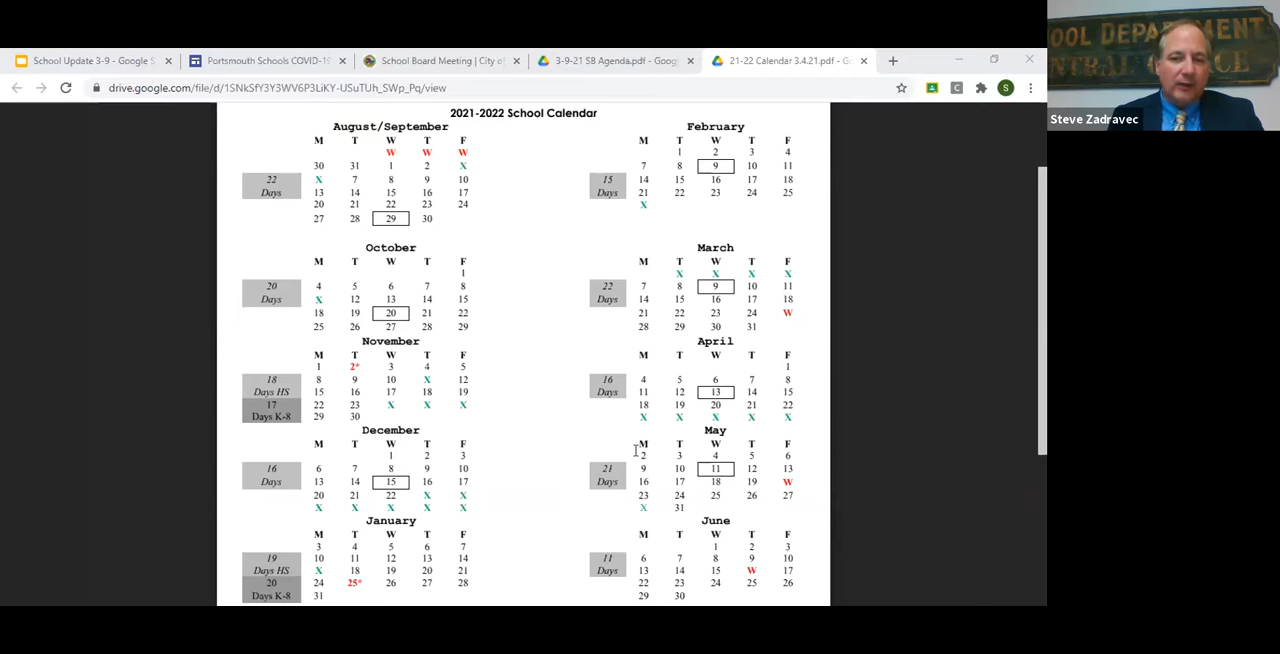 School Update 3-9 - Google S
Portsmouth Schools COVID-19
School Board Meeting | City of
3-9-21 SB Agenda.pdf - Goog
21-22 Calendar 3.4.21.pdf - Go
drive.google.com/file/d/1SNkSfY3Y3WV6P3LiKY-USuTUh_SWp_Pq/view
S
OOL DEPARTMENT
NTRAL OFFICE
Steve Zadravec
2021-2022 School Calendar
August/September
M T W T F
W W W
30 31 1 2 X
22 Days
X 7 8 9 10
13 14 15 16 17
20 21 22 23 24
27 28 29 30
October
M T W T F
1
20 Days
4 5 6 7 8
X 12 13 14 15
18 19 20 21 22
25 26 27 28 29
November
M T W T F
1 2* 3 4 5
18 Days HS
17 Days K-8
8 9 10 X 12
15 16 17 18 19
22 23 X X X
29 30
December
M T W T F
1 2 3
16 Days
6 7 8 9 10
13 14 15 16 17
20 21 22 X X
X X X X X
January
M T W T F
3 4 5 6 7
19 Days HS
20 Days K-8
10 11 12 13 14
X 18 19 20 21
24 25* 26 27 28
31
February
M T W T F
1 2 3 4
15 Days
7 8 9 10 11
14 15 16 17 18
21 22 23 24 25
X
March
M T W T F
X X X X
22 Days
7 8 9 10 11
14 15 16 17 18
21 22 23 24 W
28 29 30 31
April
M T W T F
1
16 Days
4 5 6 7 8
11 12 13 14 15
18 19 20 21 22
X X X X X
May
M T W T F
2 3 4 5 6
21 Days
9 10 11 12 13
16 17 18 19 W
23 24 25 26 27
X 31
June
M T W T F
1 2 3
11 Days
6 7 8 9 10
13 14 15 W 17
22 23 24 25 26
29 30